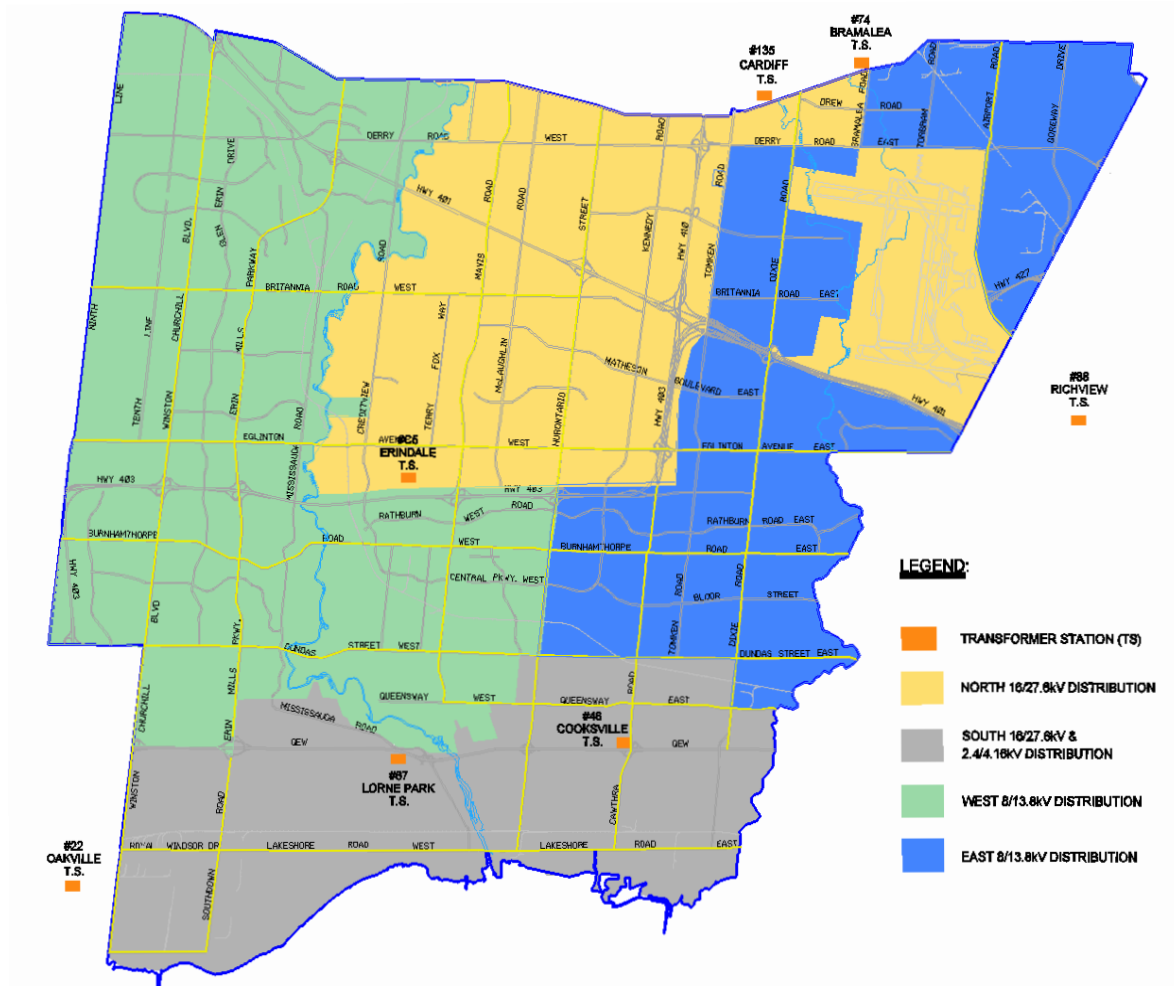 #74
BRAMALEA
T.S.
#135
CARDIFF
T.S.
LINE
DRIVE
ERIN
DERRY
ROAD
WEST
ROAD
DREW
ROAD
BRAMALEA ROAD
ROAD
TORBRAM
ROAD
AIRPORT
DRIVE
GOREWAY
DERRY
ROAD
EAST
HWY 401
BLVD.
PARKWAY
ROAD
ROAD
MAVIS
ROAD
STREET
KENNEDY
HWY 410
ROAD
TOMKEN
ROAD
DIXIE
HWY 427
BRITANNIA
ROAD
WEST
BRITANNIA
ROAD
EAST
NINTH
LINE
CHURCHILL
MILLS
WAY
FOX
TERRY
McLAUGHLIN
MATHESON
BOULEVARD
EAST
HWY 401
#88
RICHVIEW
T.S.
TENTH
WINSTON
ERIN
ROAD
CREDITVIEW
HURONTARIO
HWY 403
EGLINTON
WEST
EGLINTON
AVENUE
EAST
ERINDALE
T.S.
MISSISSAUGA
HWY 403
HWY 403
RATHBURN
WEST
ROAD
RATHBURN
ROAD
EAST
BURNHAMTHORPE
ROAD
WEST
BURNHAMTHORPE
ROAD
EAST
HWY 403
CENTRAL PKWY. WEST
ROAD
ROAD
BLOOR
STREET
LEGEND:
BLVD
PKWY.
TOMKEN
DIXIE
DUNDAS
STREET
WEST
DUNDAS STREET
EAST
TRANSFORMER STATION (TS)
MILLS
QUEENSWAY
WEST
QUEENSWAY
ROAD
EAST
NORTH 16/27.6kV DISTRIBUTION
CHURCHILL
ERIN
MISSISSAUGA
ROAD
#46
COOKSVILLE
T.S.
QEW
QEW
SOUTH 16/27.6kV &
2.4/4.16kV DISTRIBUTION
#87
LORNE PARK
T.S.
WINSTON
ROAD
CAWTHRA
WEST 8/13.8kV DISTRIBUTION
#22
OAKVILLE
T.S.
ROYAL
WINDSOR DR
LAKESHORE
ROAD
WEST
LAKESHORE
ROAD
EAST
EAST 8/13.8kV DISTRIBUTION
SOUTHDOWN